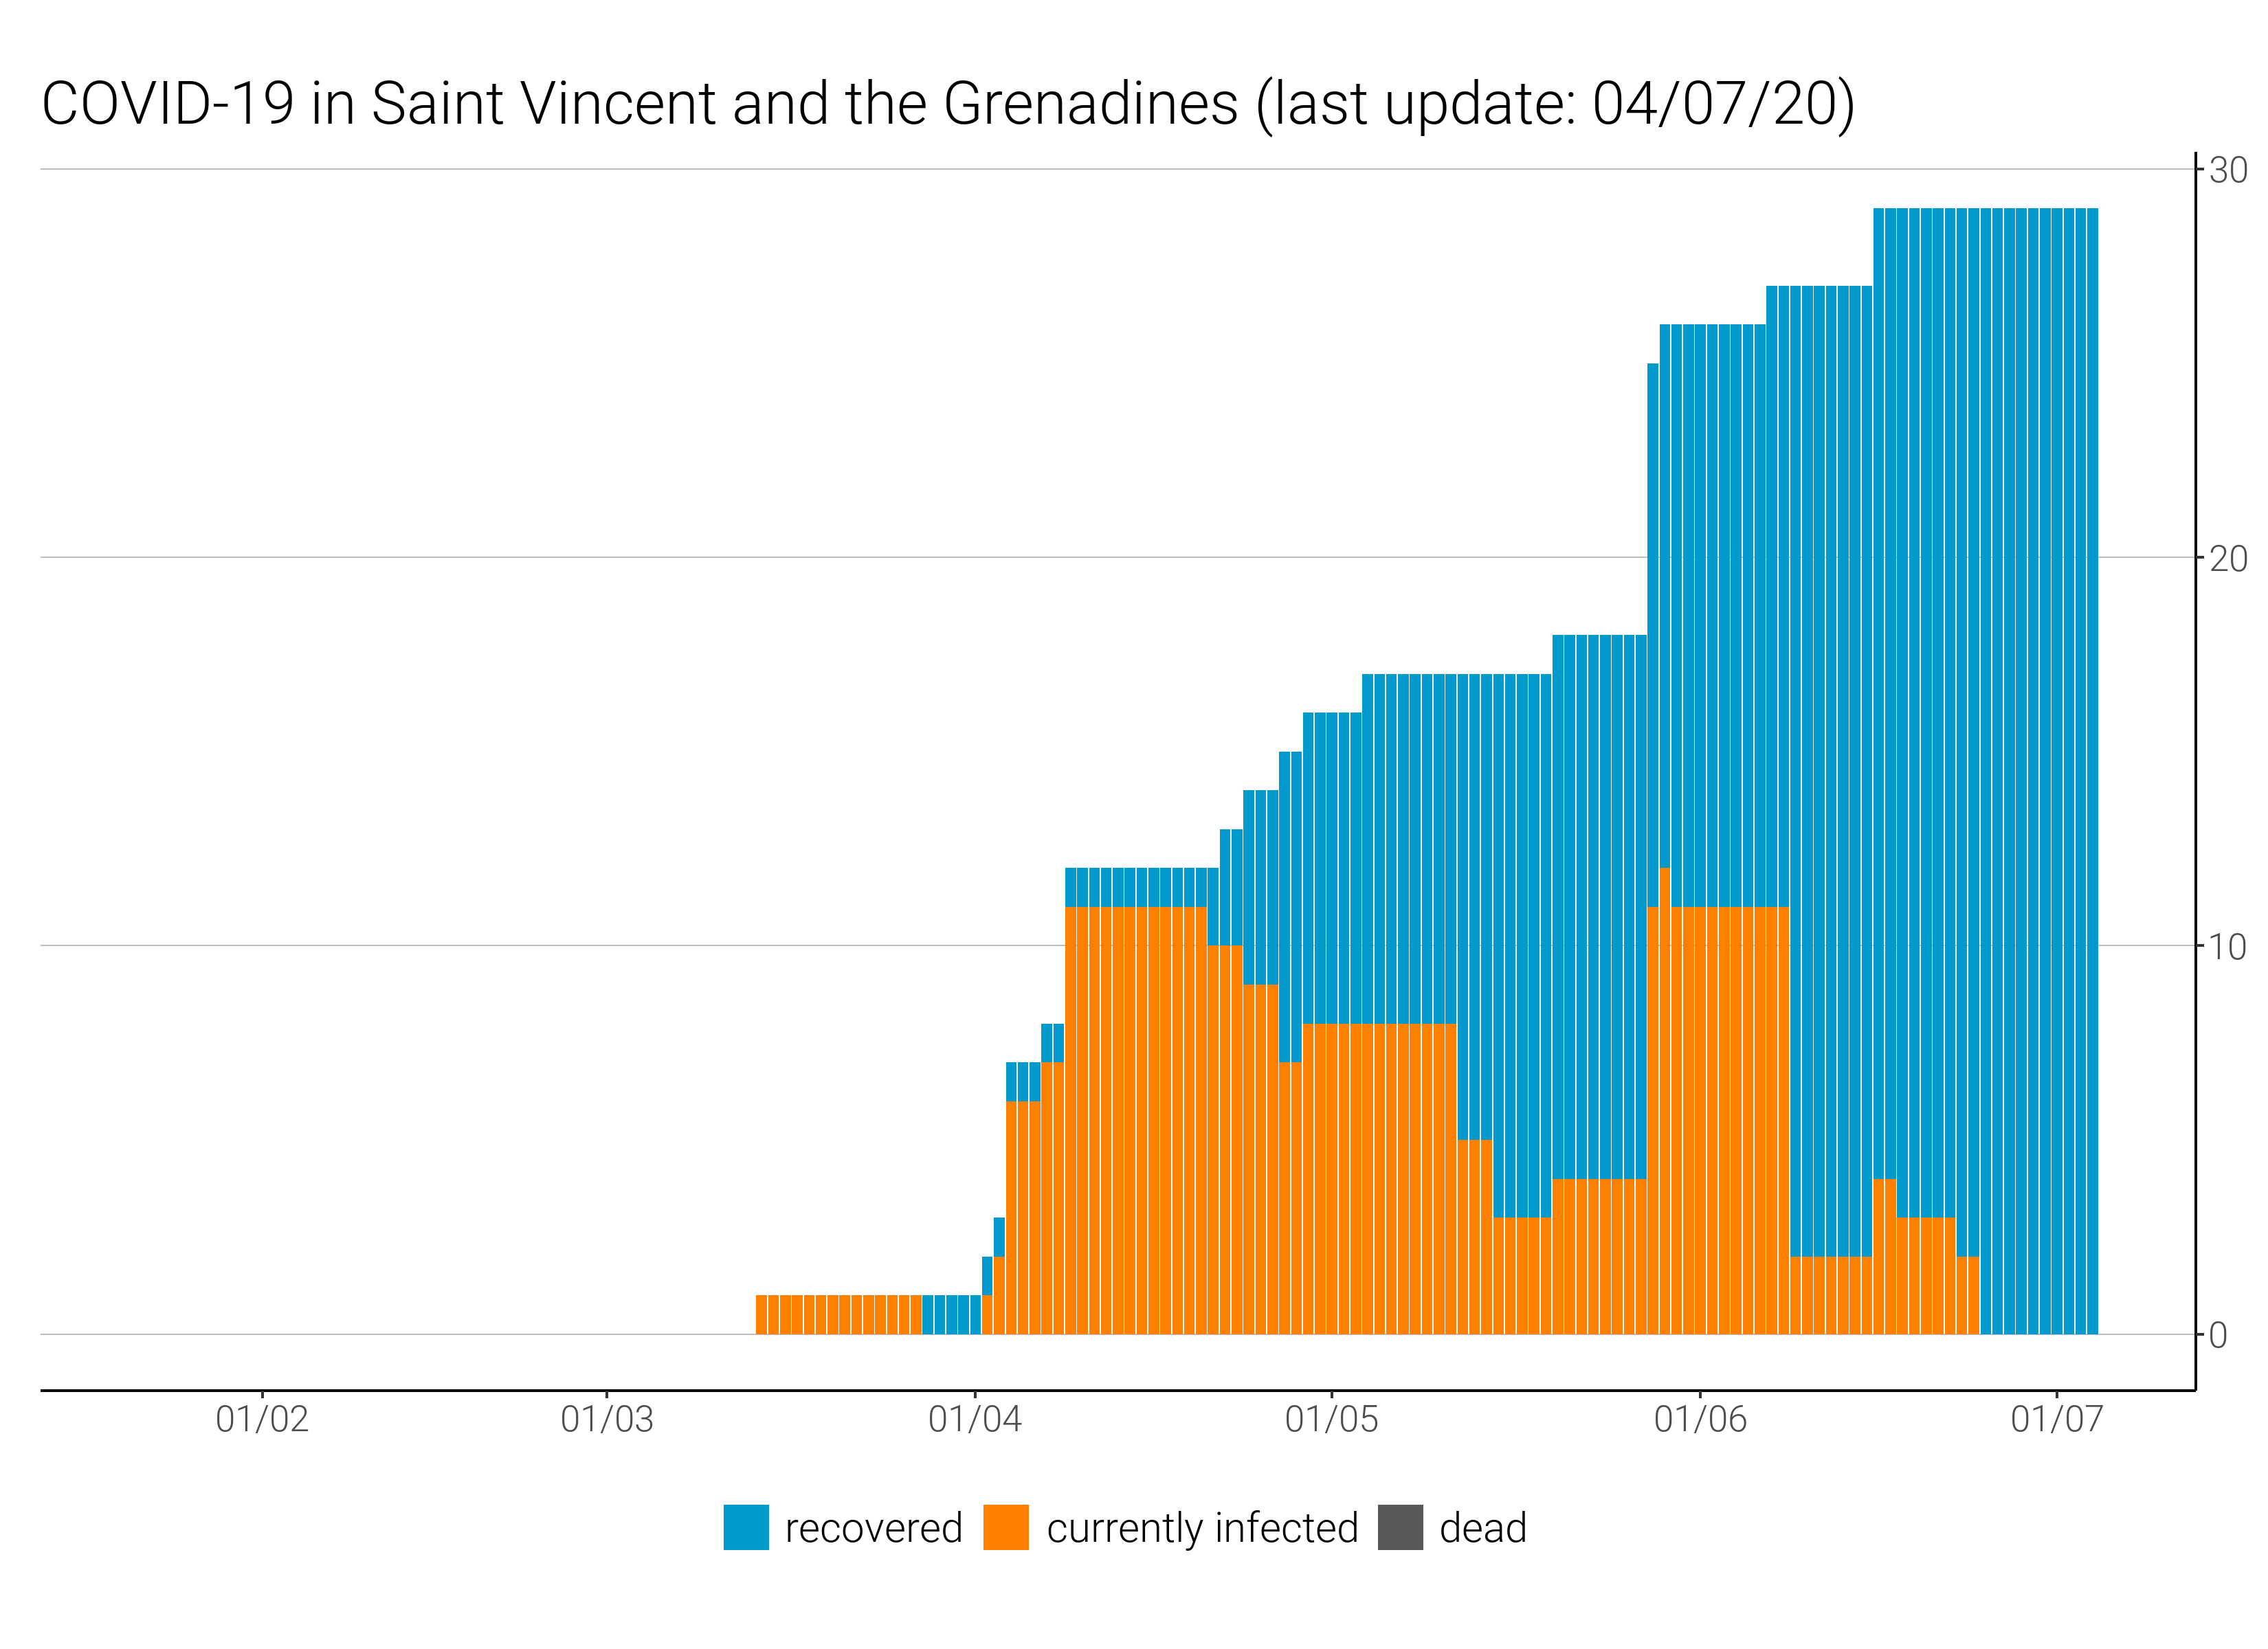 COVID-19 in Saint Vincent and the Grenadines (last update: 04/07/20)
30
20
10
0
01/02 01/03 01/04 01/05 01/06 01/07
recovered currently infected dead